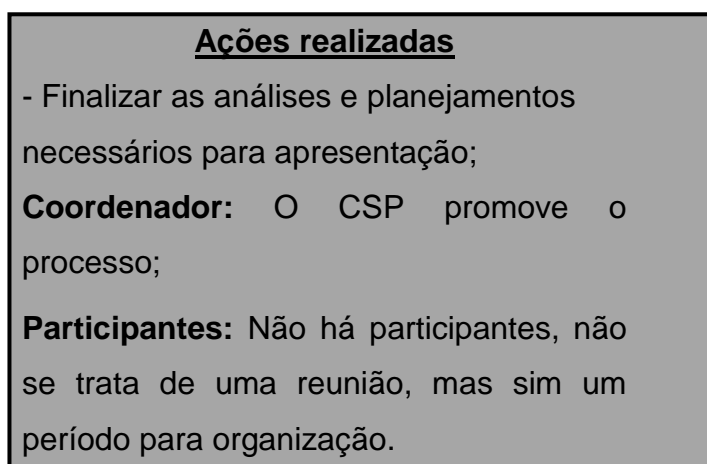 Ações realizadas
- Finalizar as análises e planejamentos
necessários para apresentação;
Coordenador: O CSP promove o
processo;
Participantes: Não há participantes, não
se trata de uma reunião, mas sim um
período para organização.